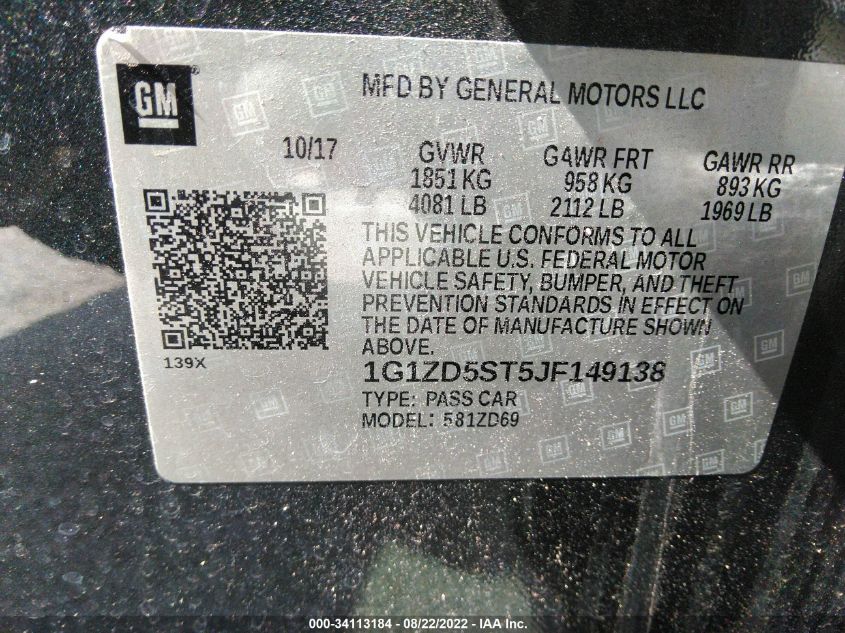 GM
MFD BY GENERAL MOTORS LLC
10/17
GVWR GAWR FRT GAWR RR
1851 KG 958 KG 893 KG
4081 LB 2112 LB 1969 LB
THIS VEHICLE CONFORMS TO ALL
APPLICABLE U.S. FEDERAL MOTOR
VEHICLE SAFETY, BUMPER, AND THEFT
PREVENTION STANDARDS IN EFFECT ON
THE DATE OF MANUFACTURE SHOWN
ABOVE.
139X
1G1ZD5ST5JF149138
TYPE: PASS CAR
MODEL: 581ZD69
000-34113184 - 08/22/2022 - IAA Inc.